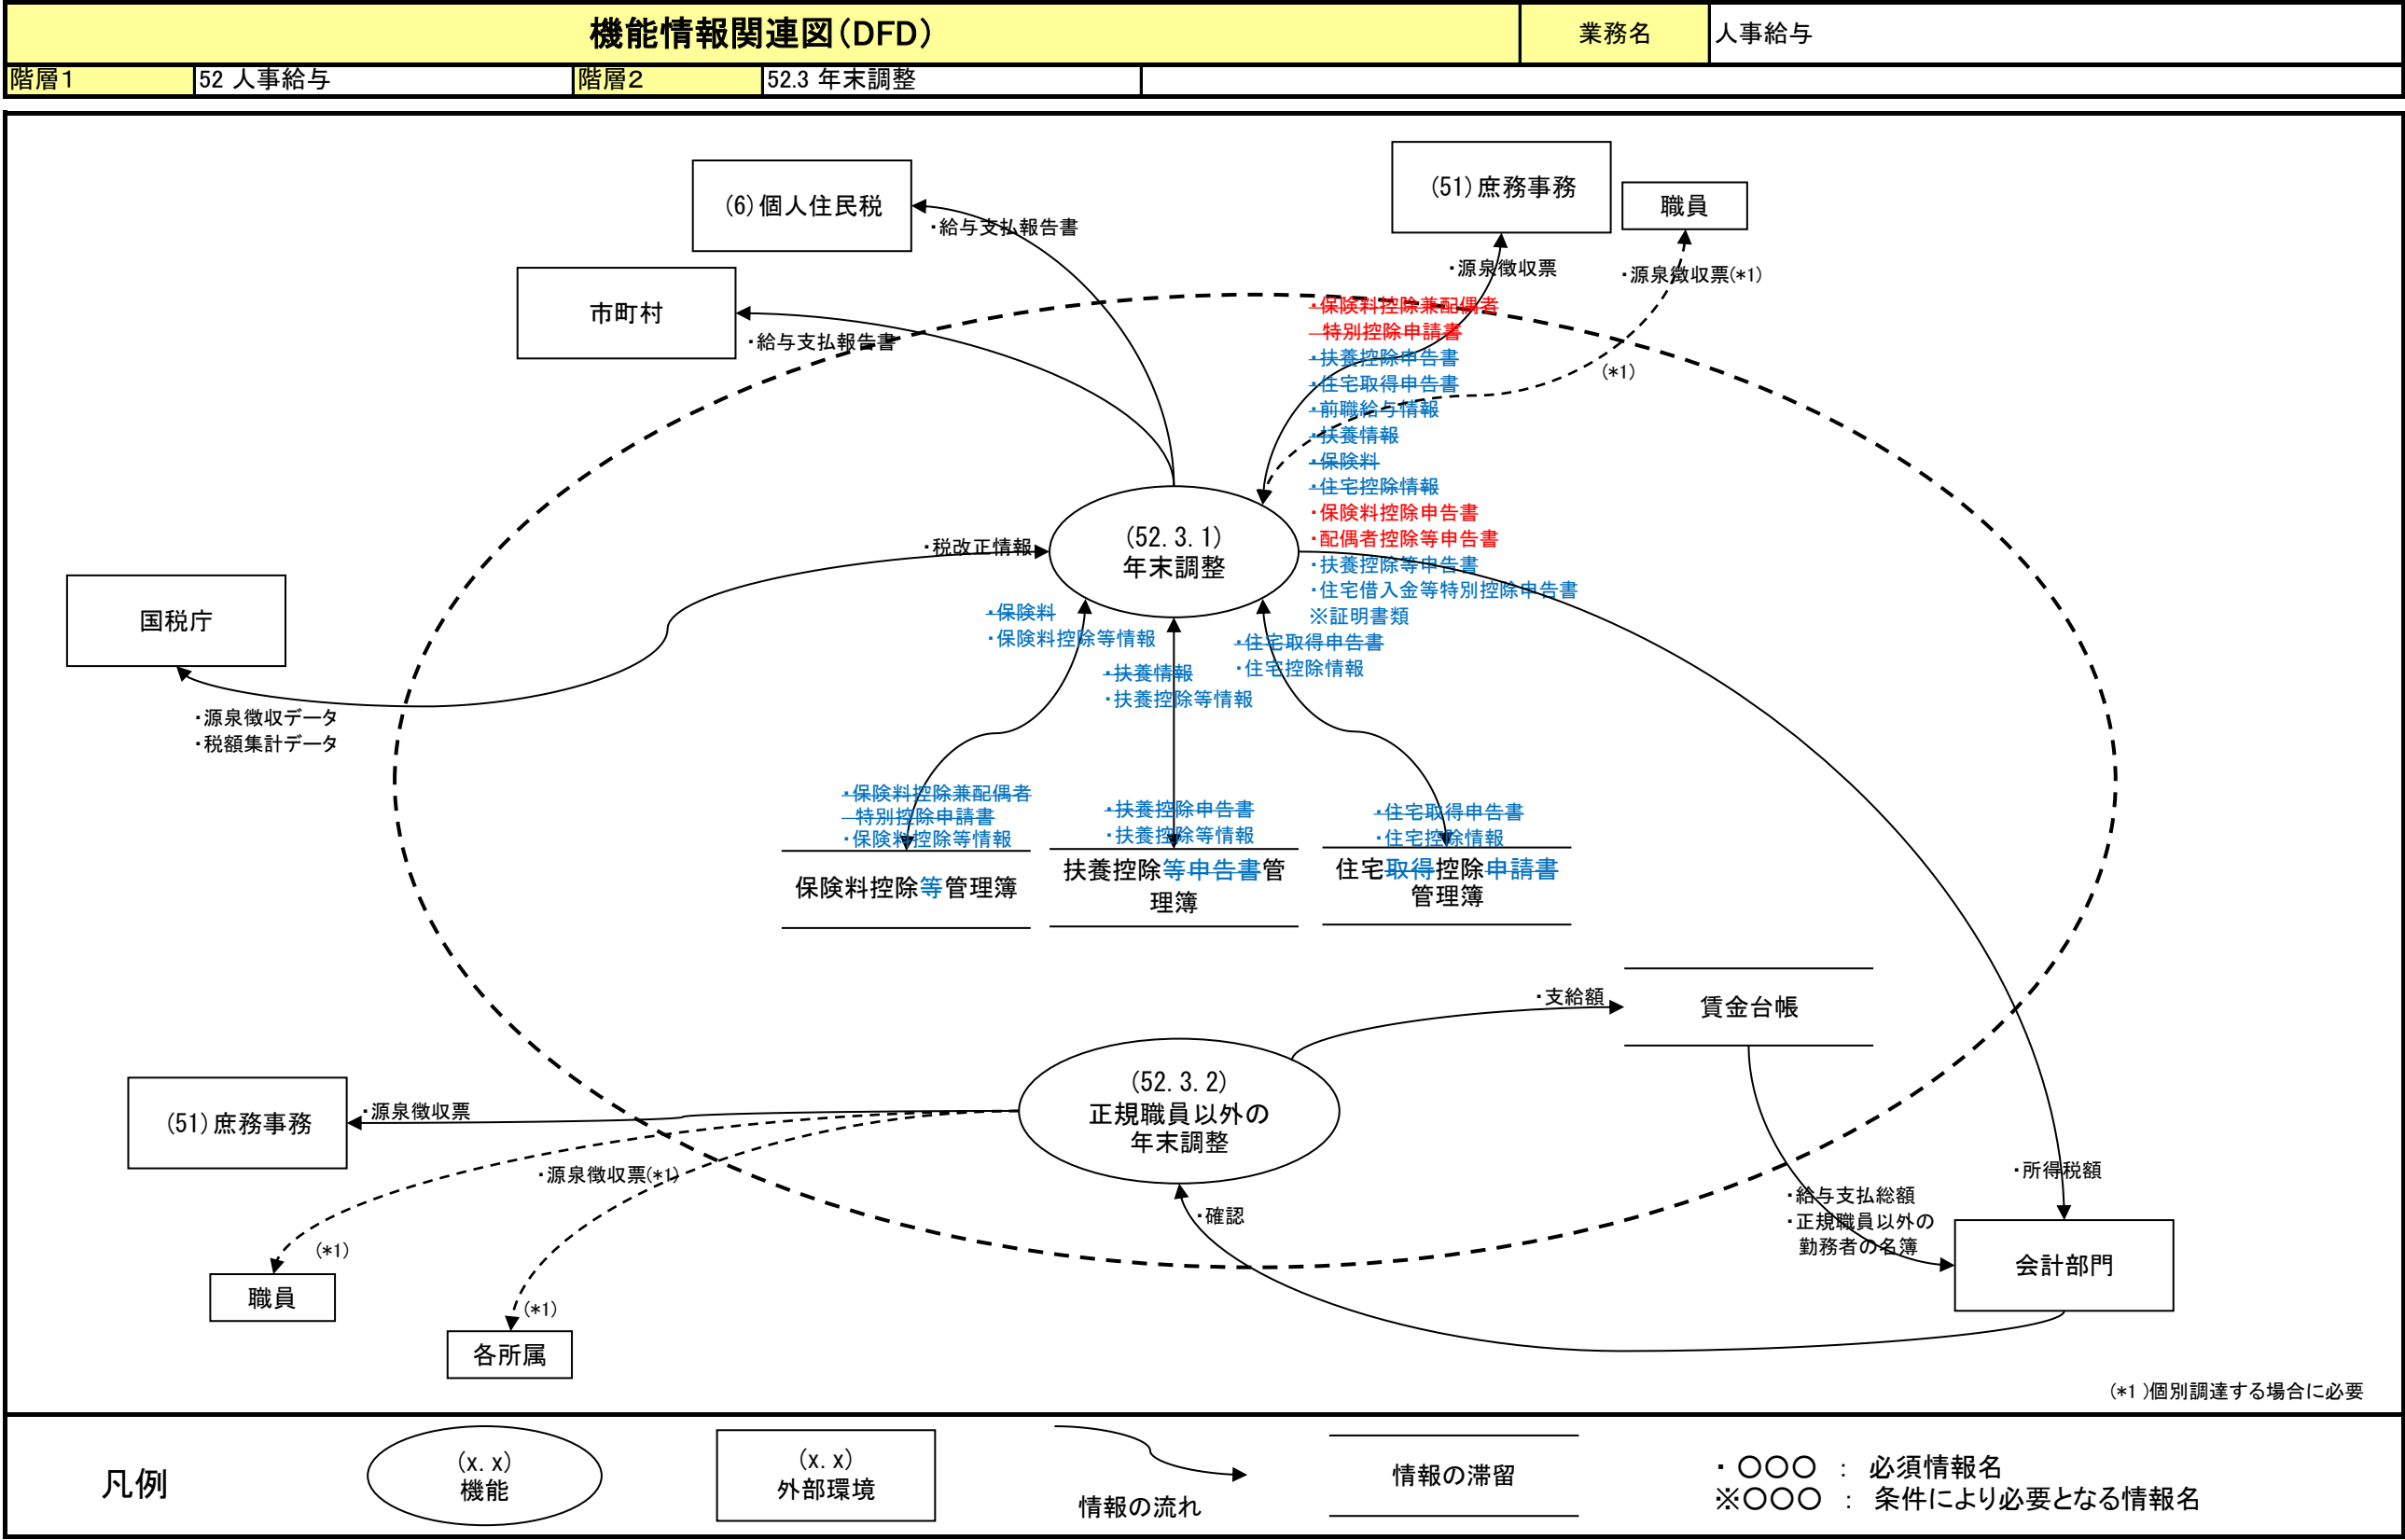 機能情報関連図(DFD)
業務名
人事給与
階層1
52 人事給与
階層2
52.3 年末調整
(6)個人住民税
・給与支払報告書
市町村
・給与支払報告書
(51)庶務事務
職員
・源泉徴収票
・源泉徴収票(*1)
(*1)
・保険料控除兼配偶者
特別控除申請書
・扶養控除申告書
・住宅取得申告書
・前職給与情報
・扶養情報
・保険料
・住宅控除情報
・保険料控除申告書
・配偶者控除等申告書
・扶養控除等申告書
・住宅借入金等特別控除申告書
※証明書類
(52.3.1)
年末調整
・税改正情報
国税庁
・源泉徴収データ
・税額集計データ
・保険料
・保険料控除等情報
・扶養情報
・扶養控除等情報
・住宅取得申告書
・住宅控除情報
・保険料控除兼配偶者
特別控除申請書
・保険料控除等情報
・扶養控除申告書
・扶養控除等情報
・住宅取得申告書
・住宅控除情報
保険料控除等管理簿
扶養控除等申告書管
理簿
住宅取得控除申請書
管理簿
・支給額
賃金台帳
(52.3.2)
正規職員以外の
年末調整
(51)庶務事務
・源泉徴収票
・源泉徴収票(*1)
(*1)
職員
(*1)
各所属
・確認
・所得税額
・給与支払総額
・正規職員以外の
勤務者の名簿
会計部門
(*1 )個別調達する場合に必要
凡例
(x.x)
機能
(x.x)
外部環境
情報の流れ
情報の滞留
・ 〇〇〇 : 必須情報名
※〇〇〇 : 条件により必要となる情報名